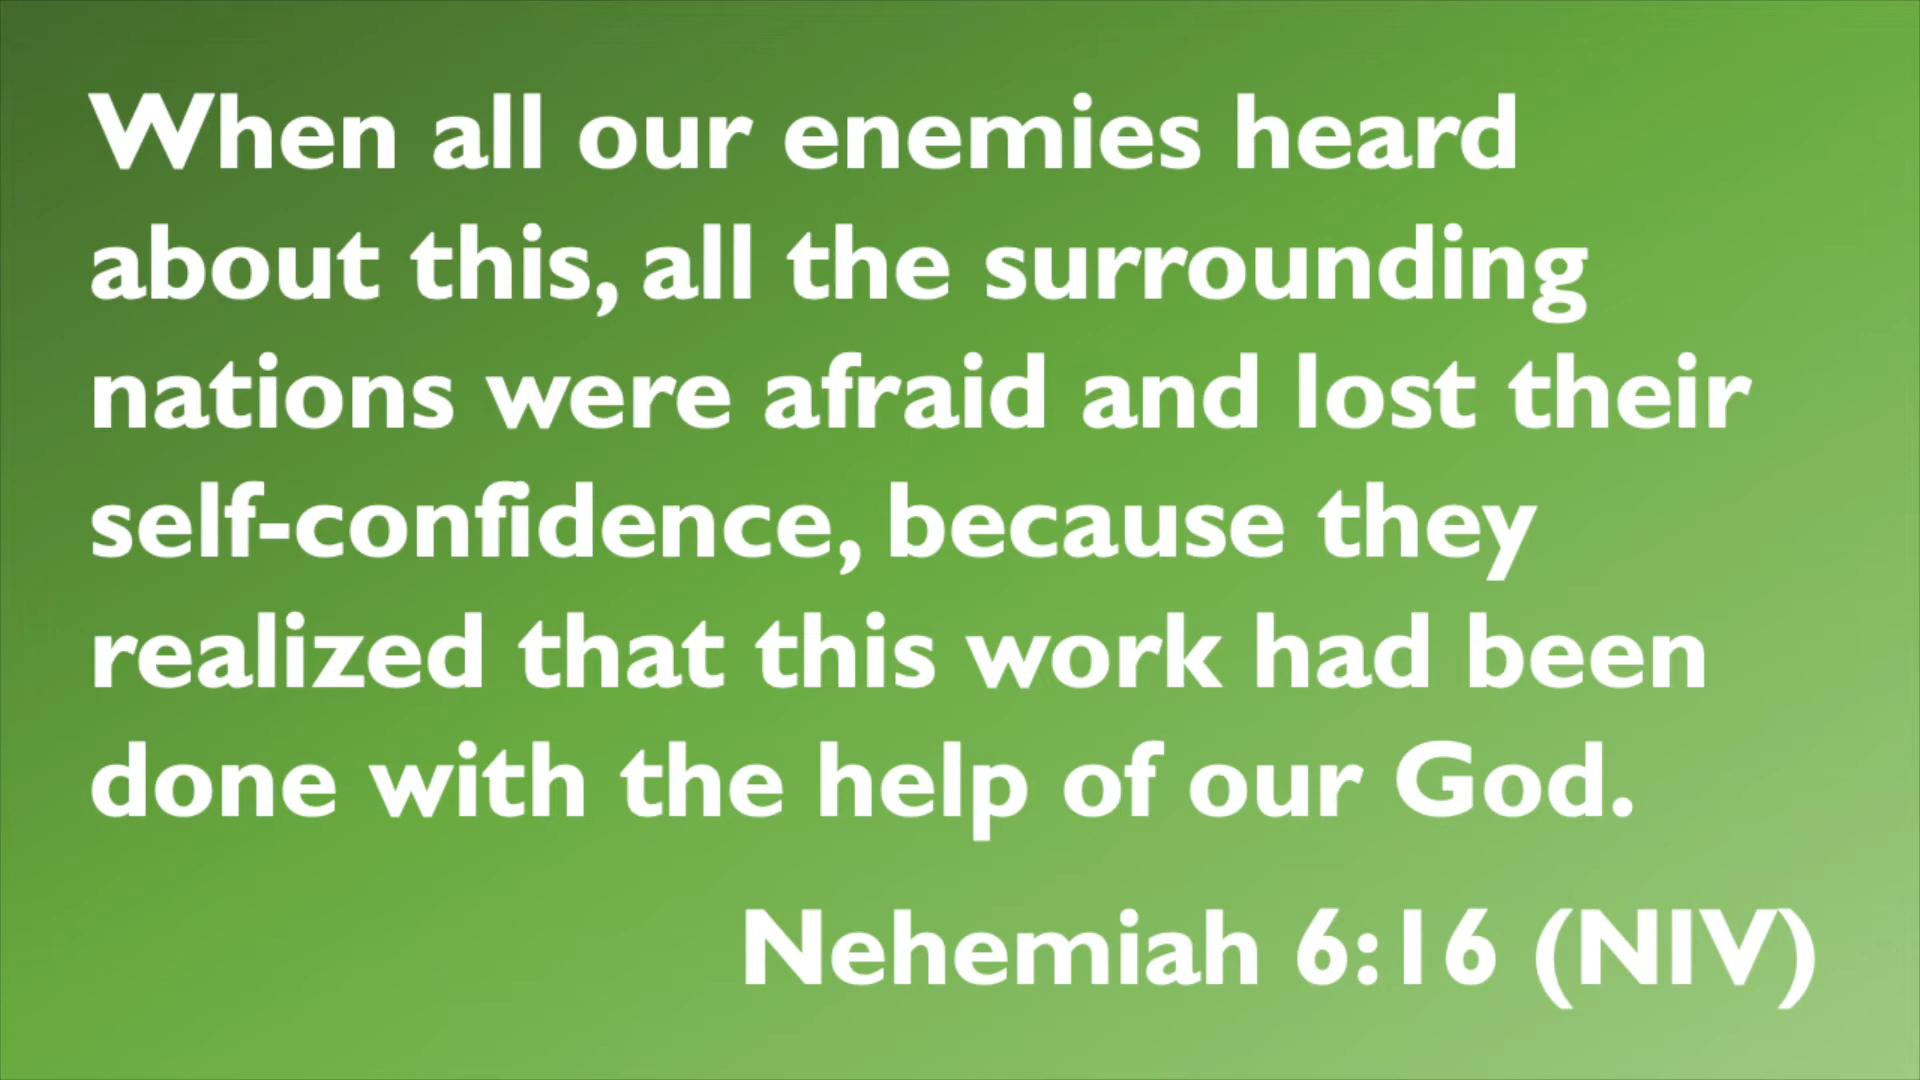 When all our enemies heard
about this, all the surrounding
nations were afraid and lost their
self-confidence, because they
realized that this work had been
done with the help of our God.
Nehemiah 6:16 (NIV)